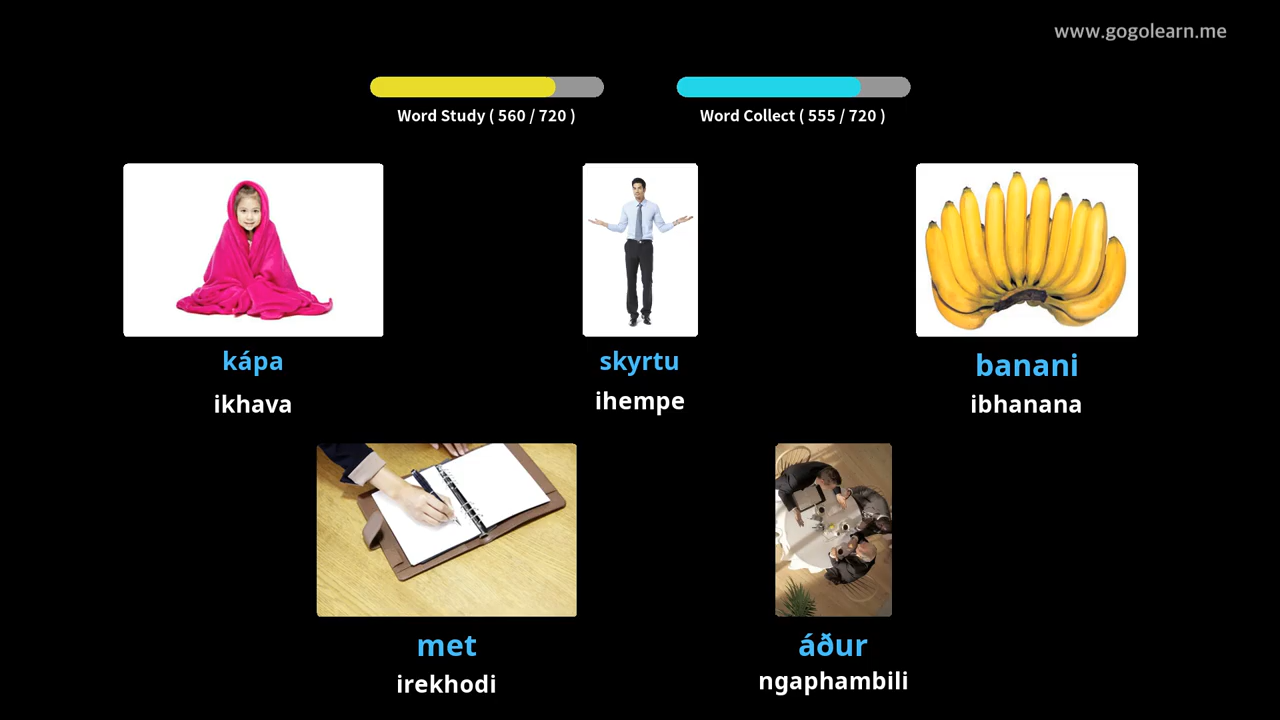 www.gogolearn.me
Word Study ( 560 / 720 )
Word Collect ( 555 / 720 )
kápa
ikhava
skyrtu
ihempe
banani
ibhanana
met
irekhodi
áður
ngaphambili